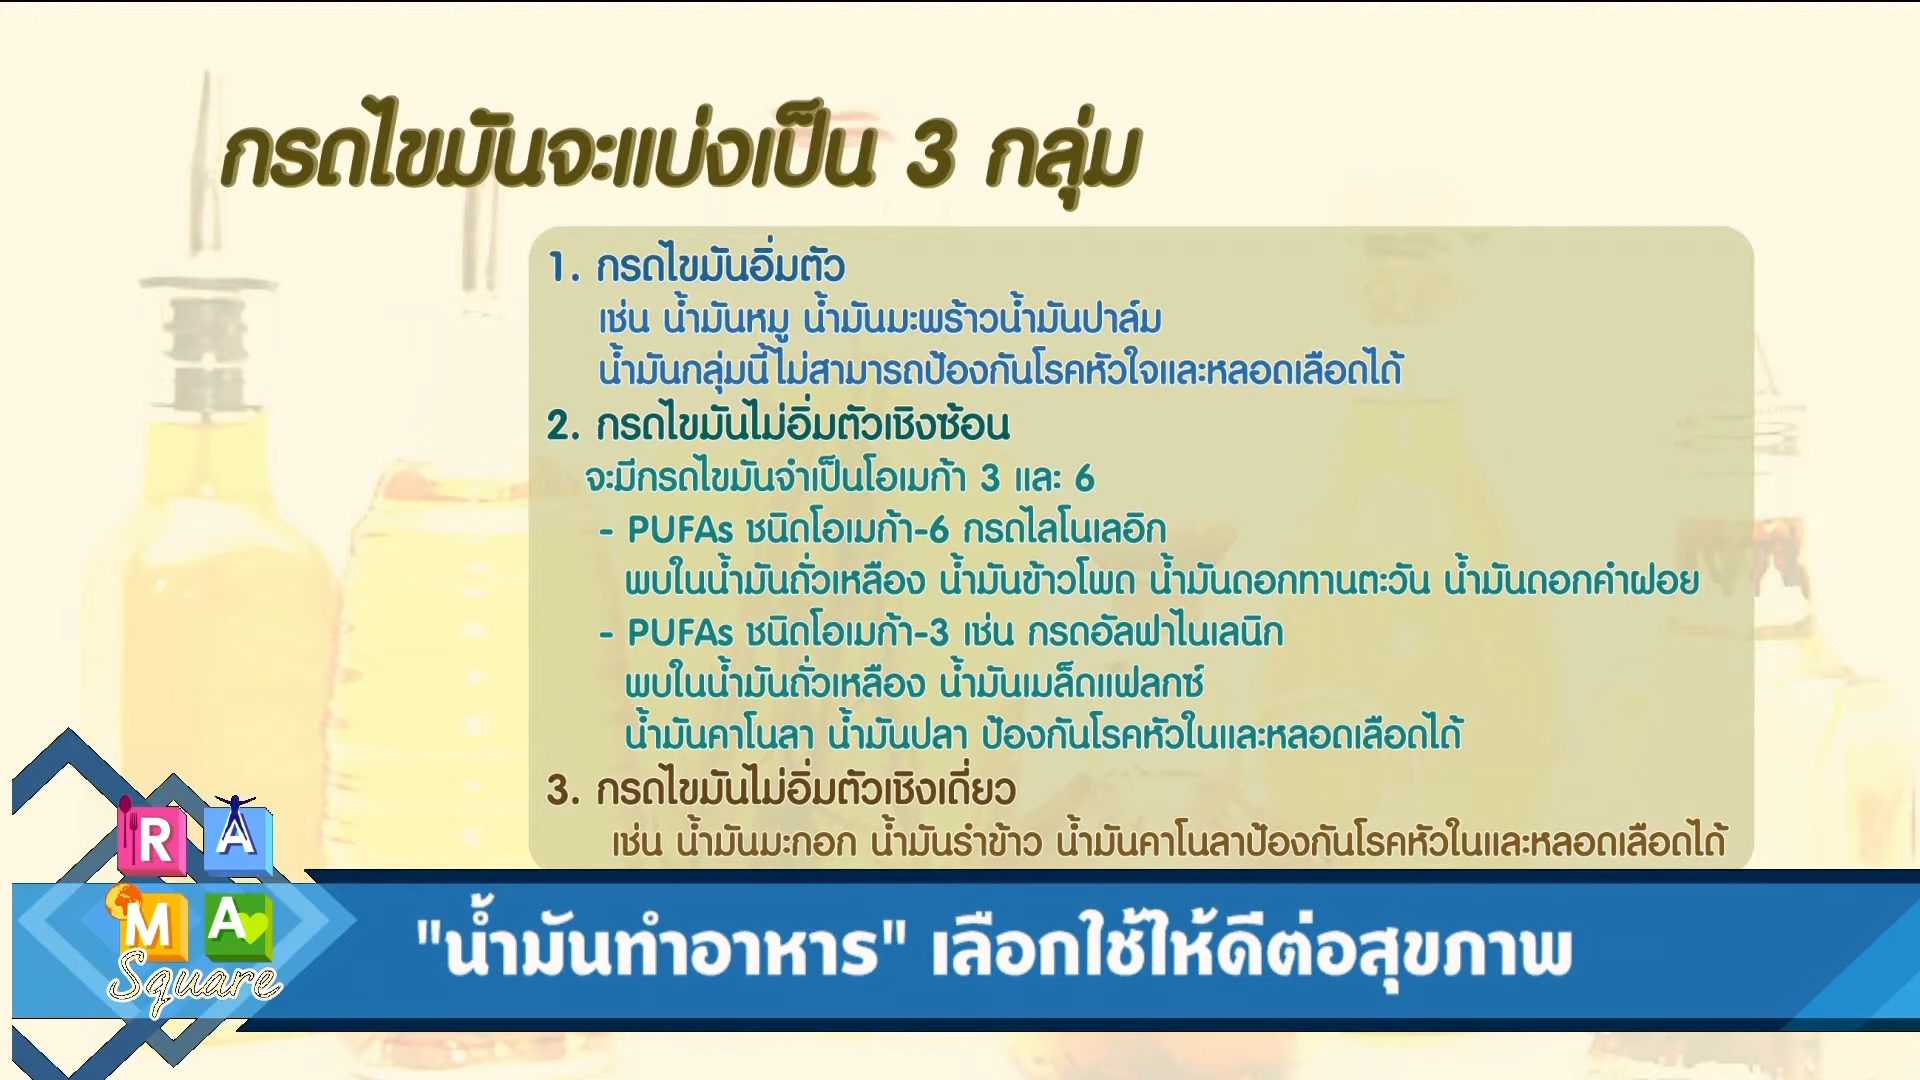 กรดไขมันจะแบ่งเป็น 3 กลุ่ม
1. กรดไขมันอิ่มตัว
เช่น น้ำมันหมู น้ำมันมะพร้าวน้ำมันปาล์ม
น้ำมันกลุ่มนี้ไม่สามารถป้องกันโรคหัวใจและหลอดเลือดได้
2. กรดไขมันไม่อิ่มตัวเชิงซ้อน
จะมีกรดไขมันจำเป็นโอเมก้า 3 และ 6
- PUFAs ชนิดโอเมก้า-6 กรดไลโนเลอิก
พบในน้ำมันถั่วเหลือง น้ำมันข้าวโพด น้ำมันดอกทานตะวัน น้ำมันดอกคำฝอย
- PUFAs ชนิดโอเมก้า-3 เช่น กรดอัลฟาไนเลนิก
พบในน้ำมันถั่วเหลือง น้ำมันเมล็ดแฟลกซ์
น้ำมันคาโนลา น้ำมันปลา ป้องกันโรคหัวในและหลอดเลือดได้
3. กรดไขมันไม่อิ่มตัวเชิงเดี่ยว
เช่น น้ำมันมะกอก น้ำมันรำข้าว น้ำมันคาโนลาป้องกันโรคหัวในและหลอดเลือดได้
RAMA
Square
"น้ำมันทำอาหาร" เลือกใช้ให้ดีต่อสุขภาพ